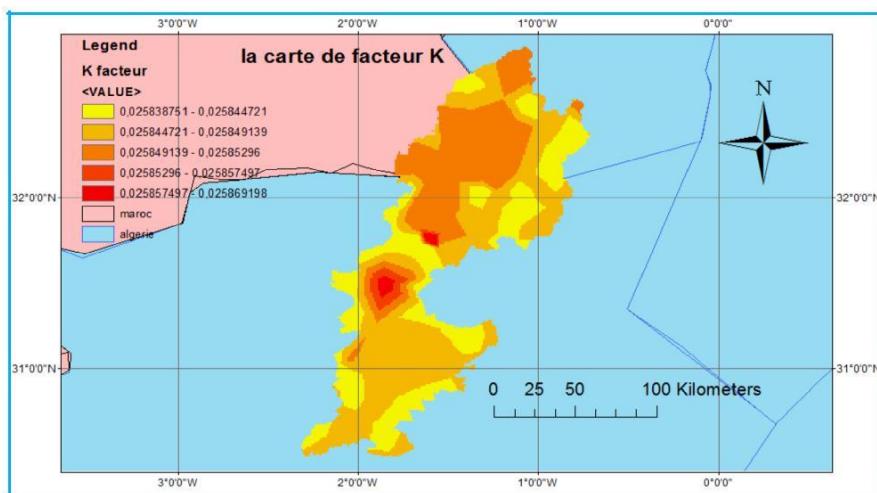 3°0'0"W 2°0'0"W 1°0'0"W 0°0'0"
la carte de facteur K
Legend
K facteur
<VALUE>
0,025838751 - 0,025844721
0,025844721 - 0,025849139
0,025849139 - 0,02585296
0,02585296 - 0,025857497
0,025857497 - 0,025869198
maroc
algerie
N
32°0'0"N 32°0'0"N
31°0'0"N 31°0'0"N
0 25 50 100 Kilometers
3°0'0"W 2°0'0"W 1°0'0"W 0°0'0"